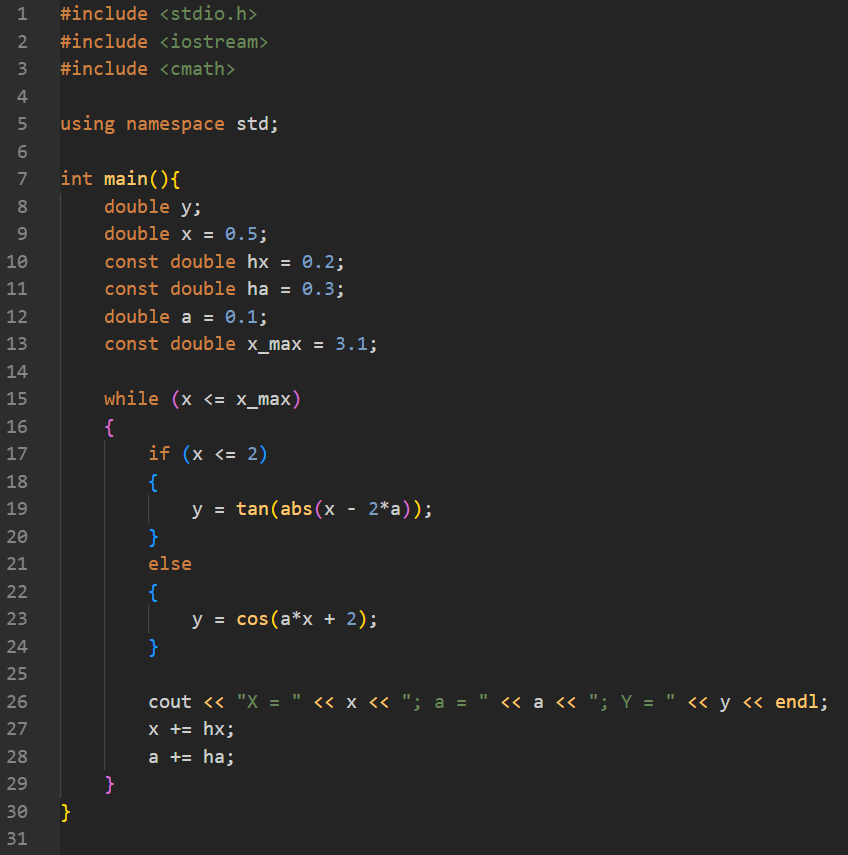 1 #include <stdio.h>
2 #include <iostream>
3 #include <cmath>
4
5 using namespace std;
6
7 int main(){
8     double y;
9     double x = 0.5;
10     const double hx = 0.2;
11     const double ha = 0.3;
12     double a = 0.1;
13     const double x_max = 3.1;
14
15     while (x <= x_max)
16     {
17         if (x <= 2)
18         {
19             y = tan(abs(x - 2*a));
20         }
21         else
22         {
23             y = cos(a*x + 2);
24         }
25
26         cout << "X = " << x << "; a = " << a << "; Y = " << y << endl;
27         x += hx;
28         a += ha;
29     }
30 }
31